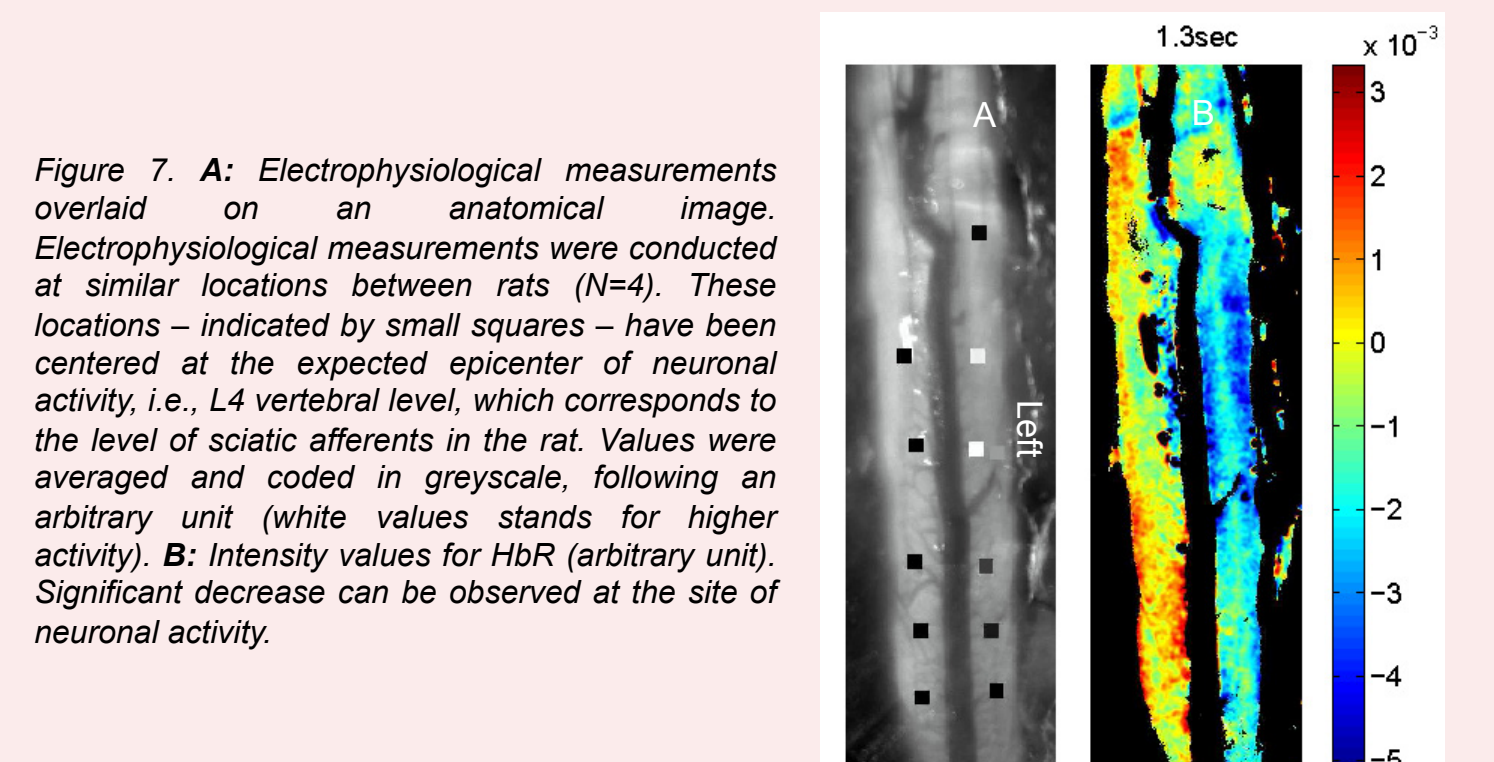 Figure 7. A: Electrophysiological measurements
overlaid on an anatomical image.
Electrophysiological measurements were conducted
at similar locations between rats (N=4). These
locations – indicated by small squares – have been
centered at the expected epicenter of neuronal
activity, i.e., L4 vertebral level, which corresponds to
the level of sciatic afferents in the rat. Values were
averaged and coded in greyscale, following an
arbitrary unit (white values stands for higher
activity). B: Intensity values for HbR (arbitrary unit).
Significant decrease can be observed at the site of
neuronal activity.
A
Left
1.3sec
B
x 10⁻³
3
2
1
0
−1
−2
−3
−4
−5